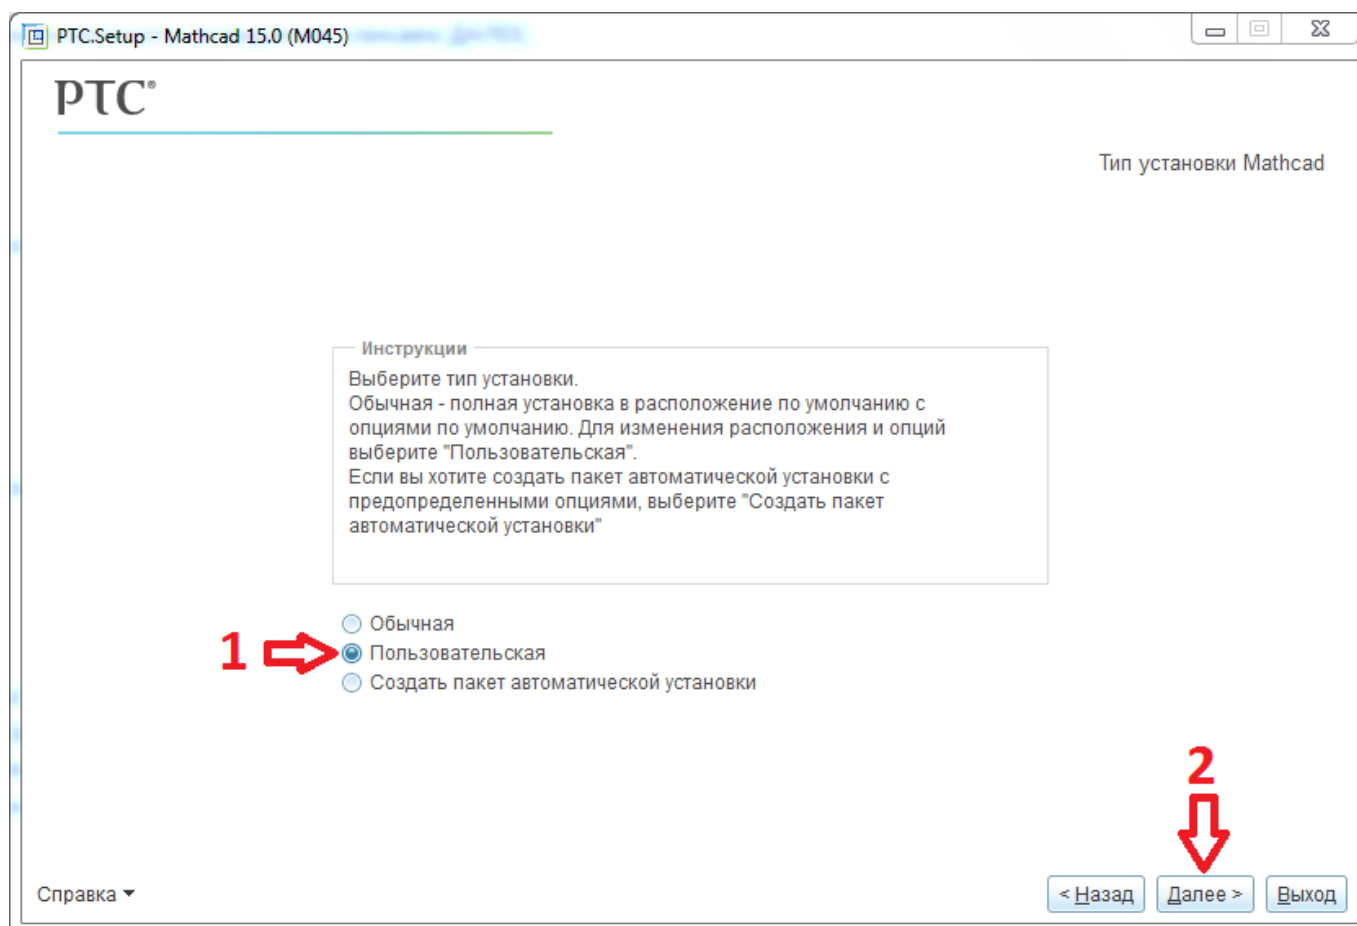 PTC.Setup - Mathcad 15.0 (M045)
PTC®
Тип установки Mathcad
Инструкции
Выберите тип установки.
Обычная - полная установка в расположение по умолчанию с
опциями по умолчанию. Для изменения расположения и опций
выберите "Пользовательская".
Если вы хотите создать пакет автоматической установки с
предопределенными опциями, выберите "Создать пакет
автоматической установки"
Обычная
1 Пользовательская
Создать пакет автоматической установки
2
Справка
< Назад Далее > Выход